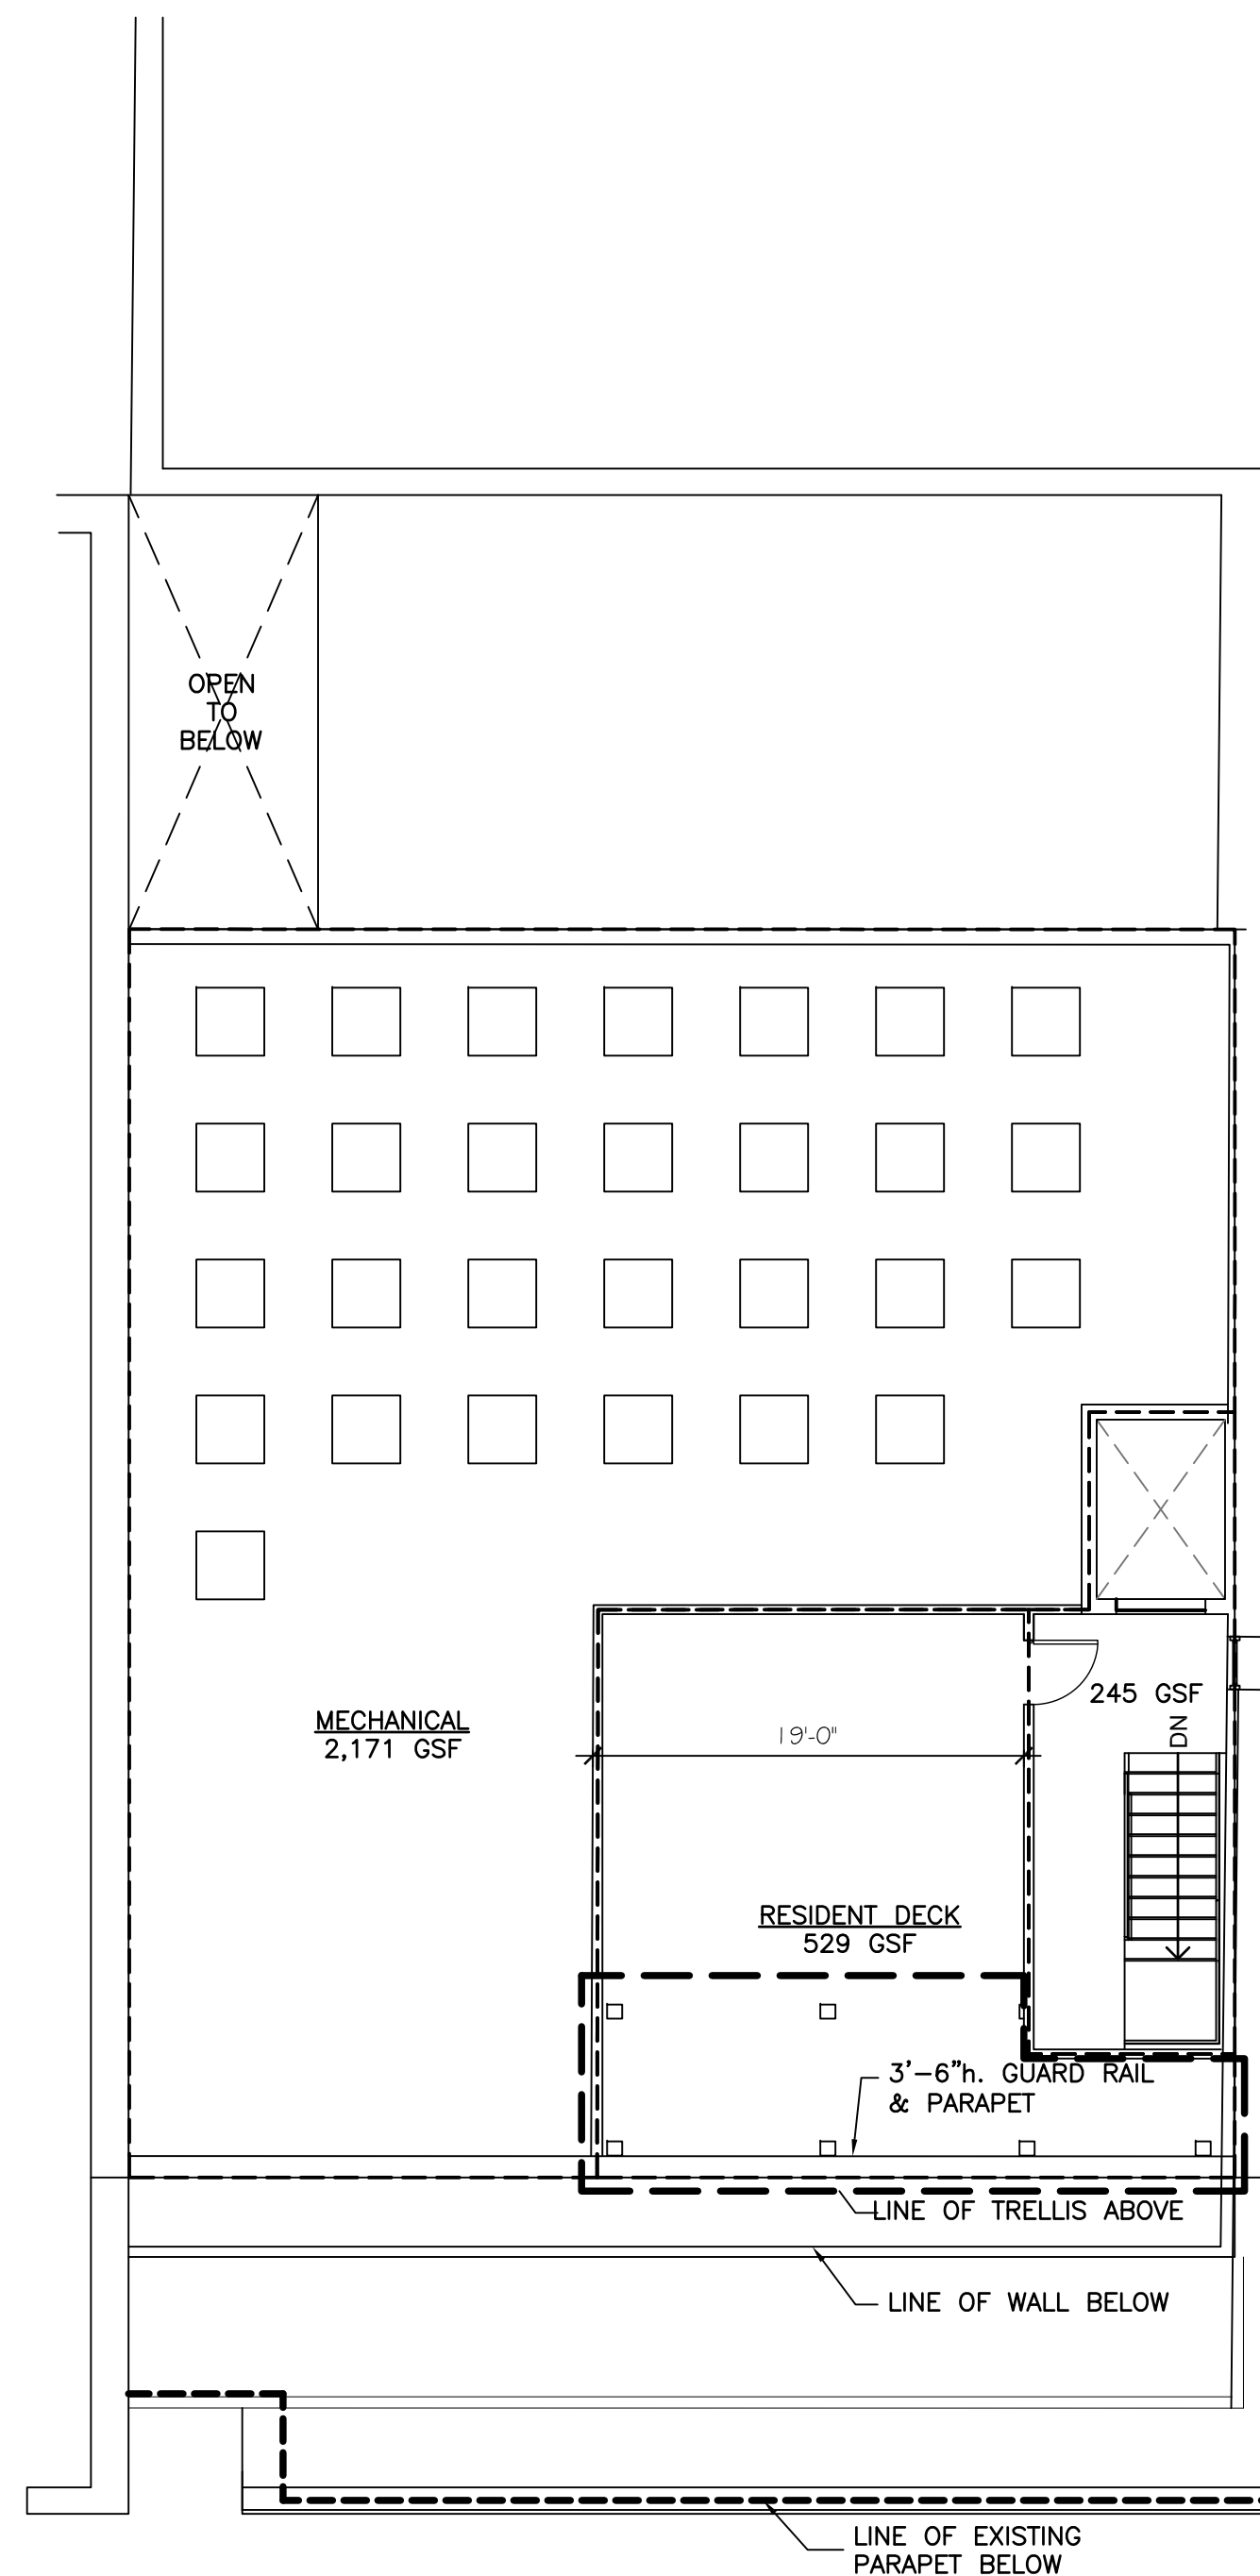 OPEN
TO
BELOW
245 GSF
DN
MECHANICAL
2,171 GSF
19'-0"
RESIDENT DECK
529 GSF
3'-6"h. GUARD RAIL
& PARAPET
LINE OF TRELLIS ABOVE
LINE OF WALL BELOW
LINE OF EXISTING
PARAPET BELOW